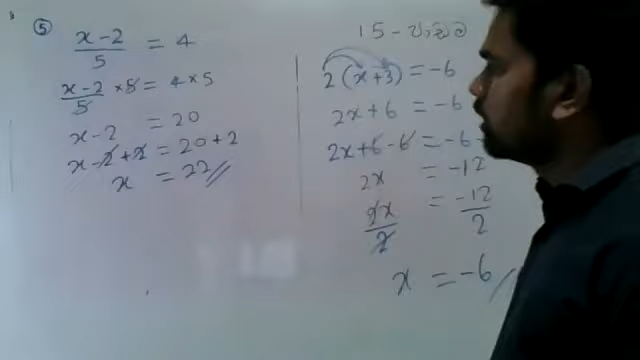 ⑤
x-2/5 = 4
x-2/5 × 5 = 4 × 5
x-2 = 20
x-2+2 = 20+2
x = 22
15-
2(x+3) = -6
2x+6 = -6
2x+6-6 = -6-
2x = -12
2x/2 = -12/2
x = -6